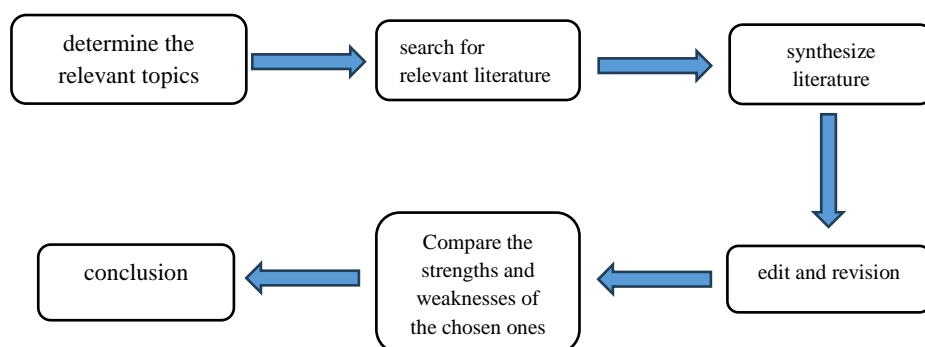 determine the
relevant topics
search for
relevant literature
synthesize
literature
edit and revision
Compare the
strengths and
weaknesses of
the chosen ones
conclusion